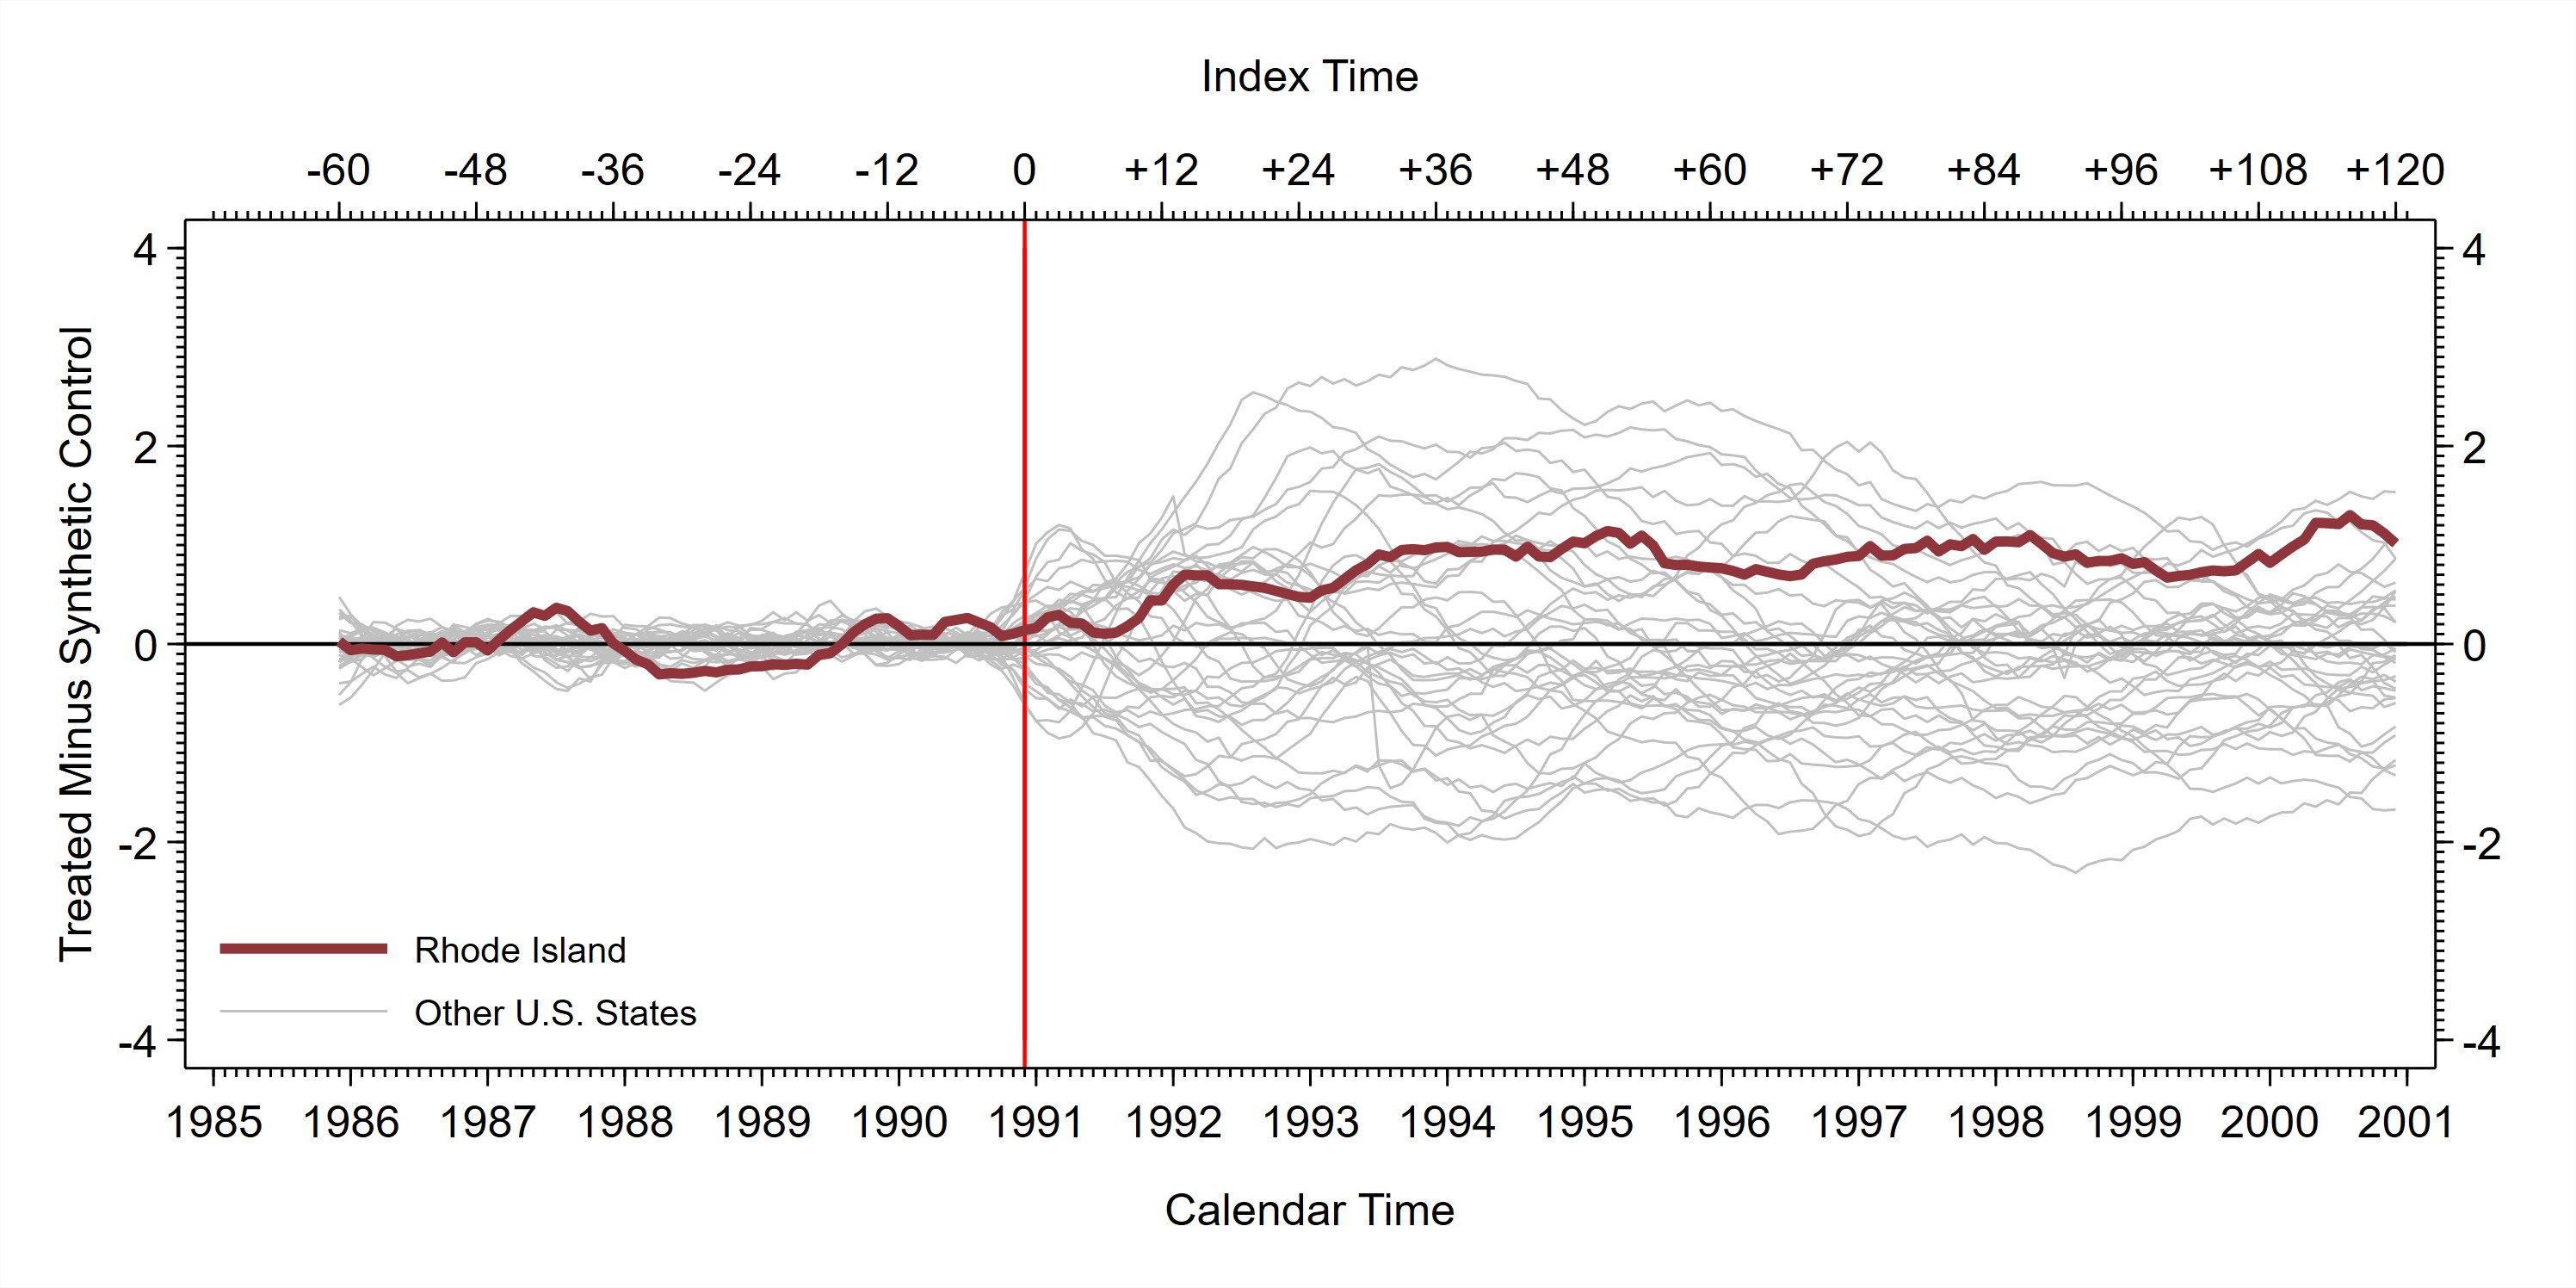 Index Time
-60 -48 -36 -24 -12 0 +12 +24 +36 +48 +60 +72 +84 +96 +108 +120
Treated Minus Synthetic Control
4 4
2 2
0 0
-2 -2
-4 -4
Rhode Island
Other U.S. States
1985 1986 1987 1988 1989 1990 1991 1992 1993 1994 1995 1996 1997 1998 1999 2000 2001
Calendar Time